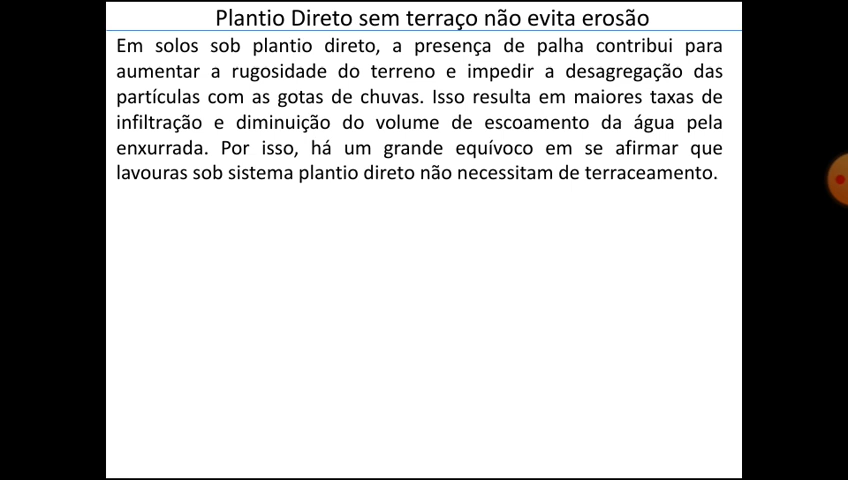 Plantio Direto sem terraço não evita erosão
Em solos sob plantio direto, a presença de palha contribui para
aumentar a rugosidade do terreno e impedir a desagregação das
partículas com as gotas de chuvas. Isso resulta em maiores taxas de
infiltração e diminuição do volume de escoamento da água pela
enxurrada. Por isso, há um grande equívoco em se afirmar que
lavouras sob sistema plantio direto não necessitam de terraceamento.